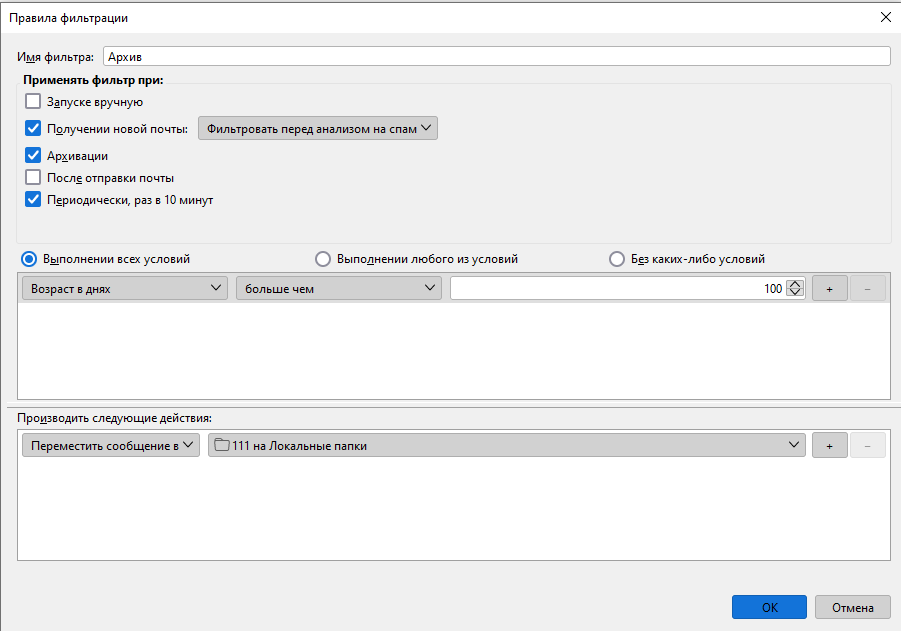 Правила фильтрации
Имя фильтра: Архив
Применять фильтр при:
Запуске вручную
Получении новой почты: Фильтровать перед анализом на спам
Архивации
После отправки почты
Периодически, раз в 10 минут
Выполнении всех условий Выполнении любого из условий Без каких-либо условий
Возраст в днях больше чем 100 + -
Производить следующие действия:
Переместить сообщение в 111 на Локальные папки + -
ОК Отмена